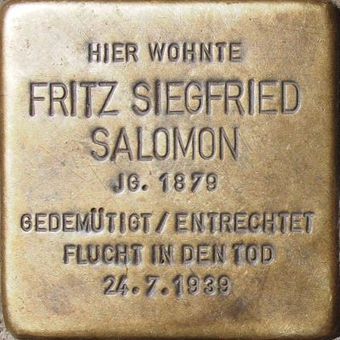 HIER WOHNTE
FRITZ SIEGFRIED
SALOMON
JG. 1879
GEDEMÜTIGT / ENTRECHTET
FLUCHT IN DEN TOD
24.7.1939